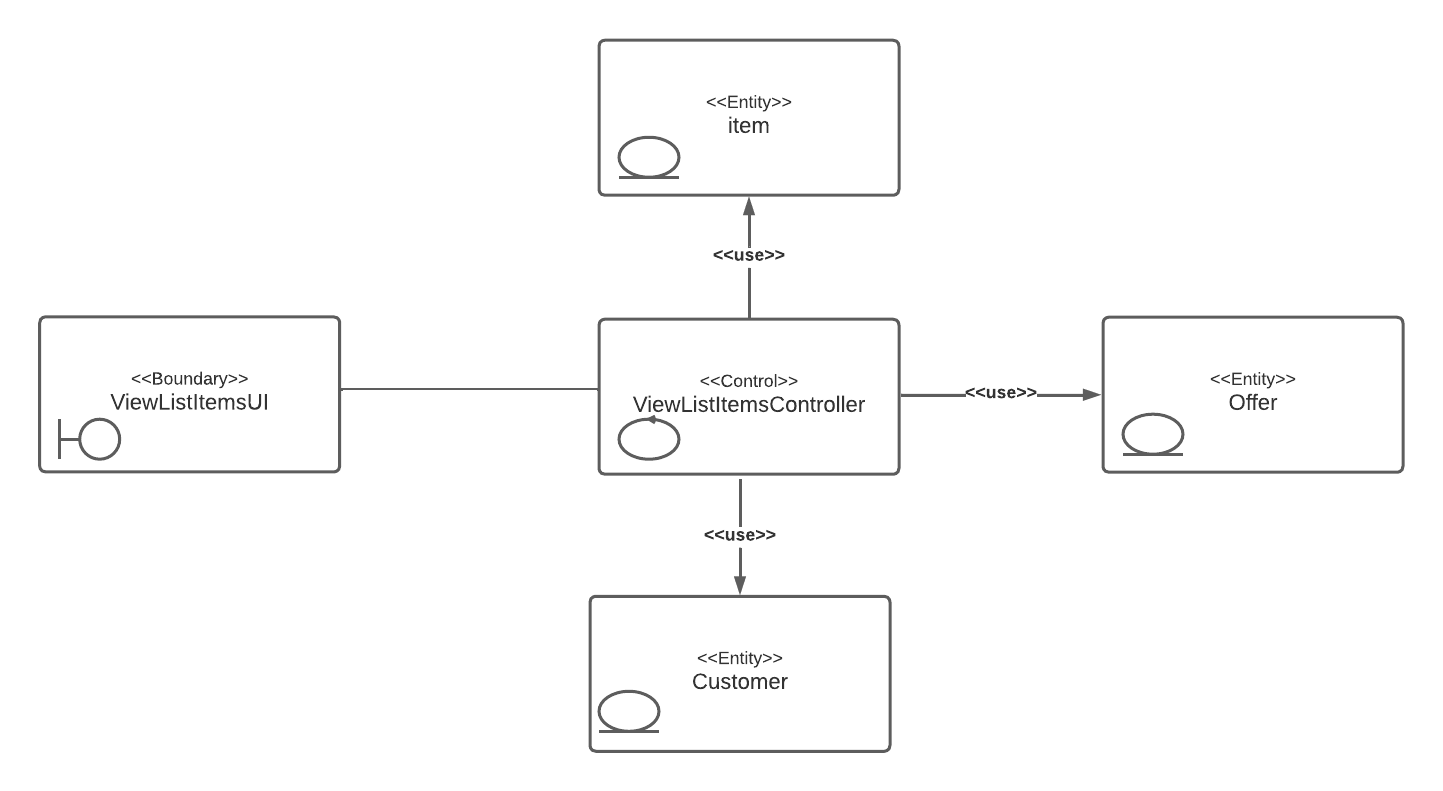 <<Entity>>
item
<<use>>
<<Boundary>>
ViewListItemsUI
<<Control>>
ViewListItemsController
<<use>>
<<Entity>>
Offer
<<use>>
<<Entity>>
Customer